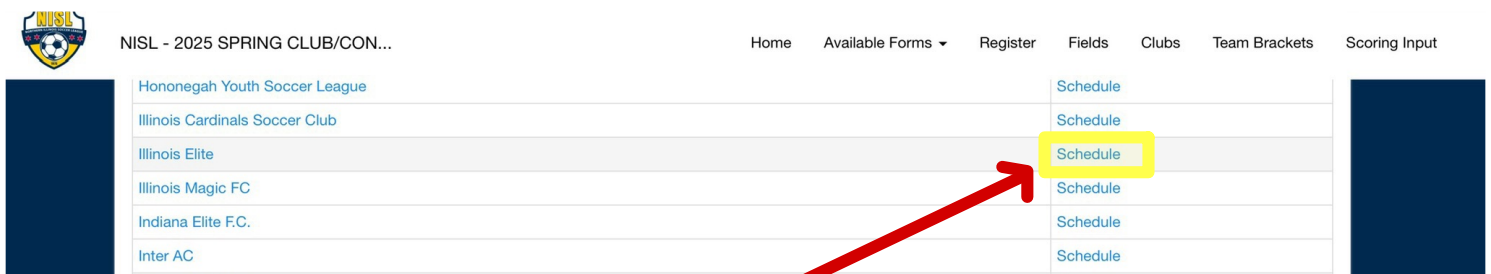 NISL
NISL - 2025 SPRING CLUB/CON...
Home Available Forms Register Fields Clubs Team Brackets Scoring Input
Hononegah Youth Soccer League Schedule
Illinois Cardinals Soccer Club Schedule
Illinois Elite Schedule
Illinois Magic FC Schedule
Indiana Elite F.C. Schedule
Inter AC Schedule